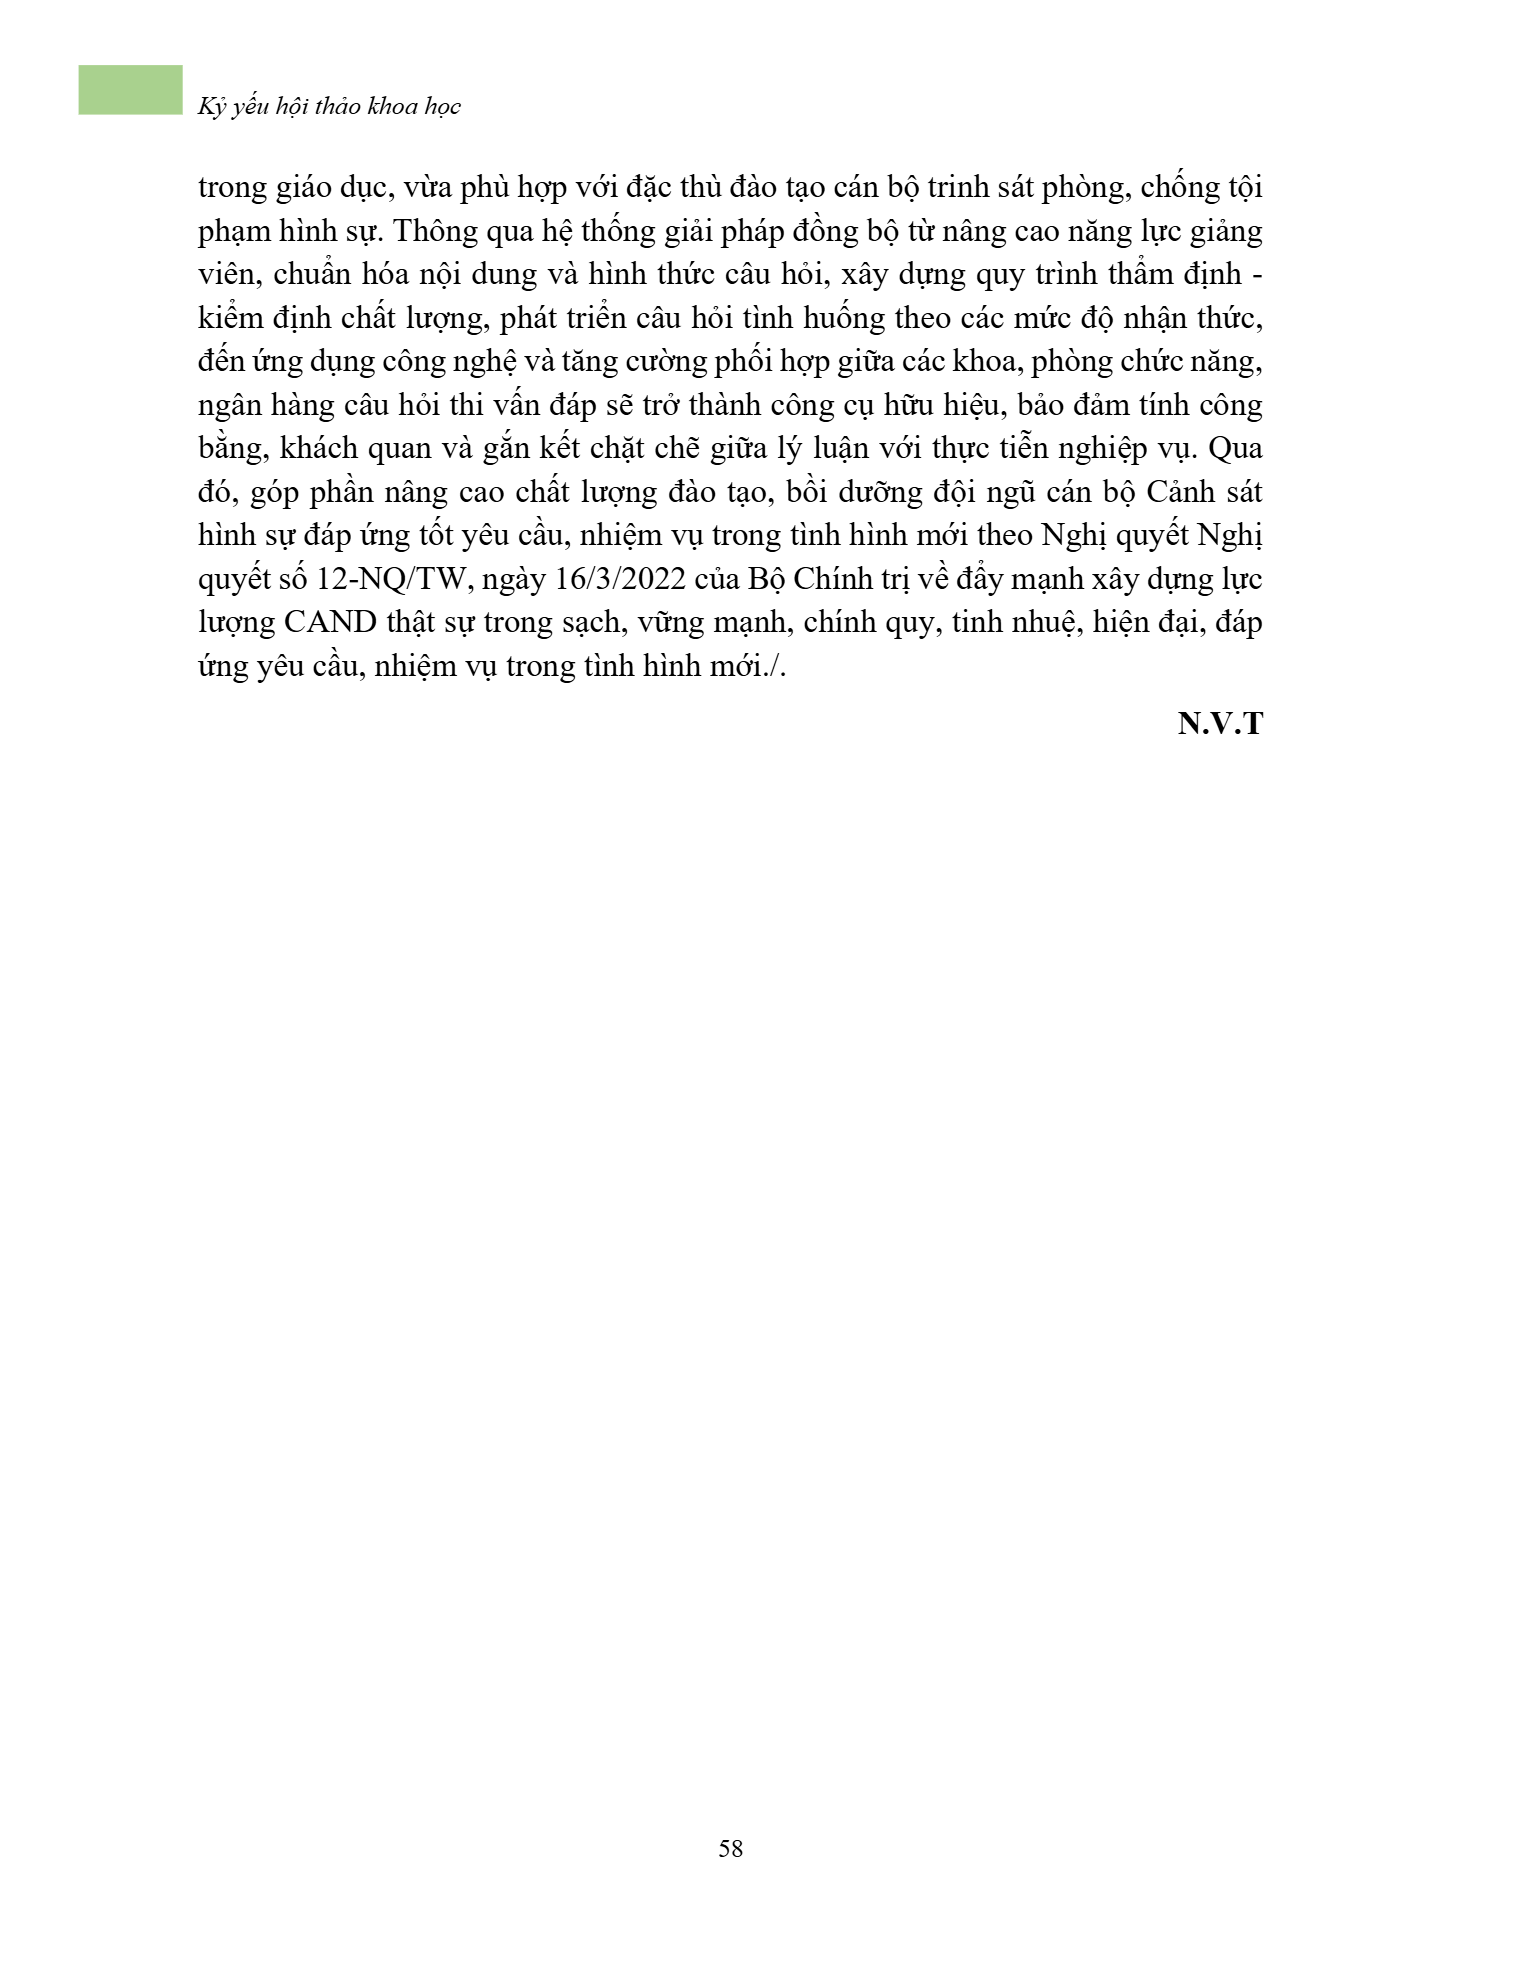 Kỷ yếu hội thảo khoa học
trong giáo dục, vừa phù hợp với đặc thù đào tạo cán bộ trinh sát phòng, chống tội
phạm hình sự. Thông qua hệ thống giải pháp đồng bộ từ nâng cao năng lực giảng
viên, chuẩn hóa nội dung và hình thức câu hỏi, xây dựng quy trình thẩm định -
kiểm định chất lượng, phát triển câu hỏi tình huống theo các mức độ nhận thức,
đến ứng dụng công nghệ và tăng cường phối hợp giữa các khoa, phòng chức năng,
ngân hàng câu hỏi thi vấn đáp sẽ trở thành công cụ hữu hiệu, bảo đảm tính công
bằng, khách quan và gắn kết chặt chẽ giữa lý luận với thực tiễn nghiệp vụ. Qua
đó, góp phần nâng cao chất lượng đào tạo, bồi dưỡng đội ngũ cán bộ Cảnh sát
hình sự đáp ứng tốt yêu cầu, nhiệm vụ trong tình hình mới theo Nghị quyết Nghị
quyết số 12-NQ/TW, ngày 16/3/2022 của Bộ Chính trị về đẩy mạnh xây dựng lực
lượng CAND thật sự trong sạch, vững mạnh, chính quy, tinh nhuệ, hiện đại, đáp
ứng yêu cầu, nhiệm vụ trong tình hình mới./.
N.V.T
58